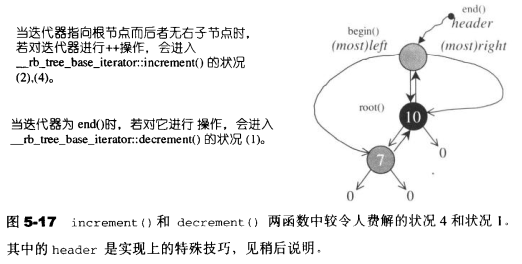 当迭代器指向根节点而后者无右子节点时,
若对迭代器进行++操作, 会进入
__rb_tree_base_iterator::increment() 的状况
(2),(4)。
当迭代器为 end()时, 若对它进行 操作, 会进入
__rb_tree_base_iterator::decrement() 的状况 (1)。
end()
header
begin()
(most)left
(most)right
root()
10
0
7
0
0
图 5-17 increment() 和 decrement() 两函数中较令人费解的状况 4 和状况 1。
其中的 header 是实现上的特殊技巧, 见稍后说明。